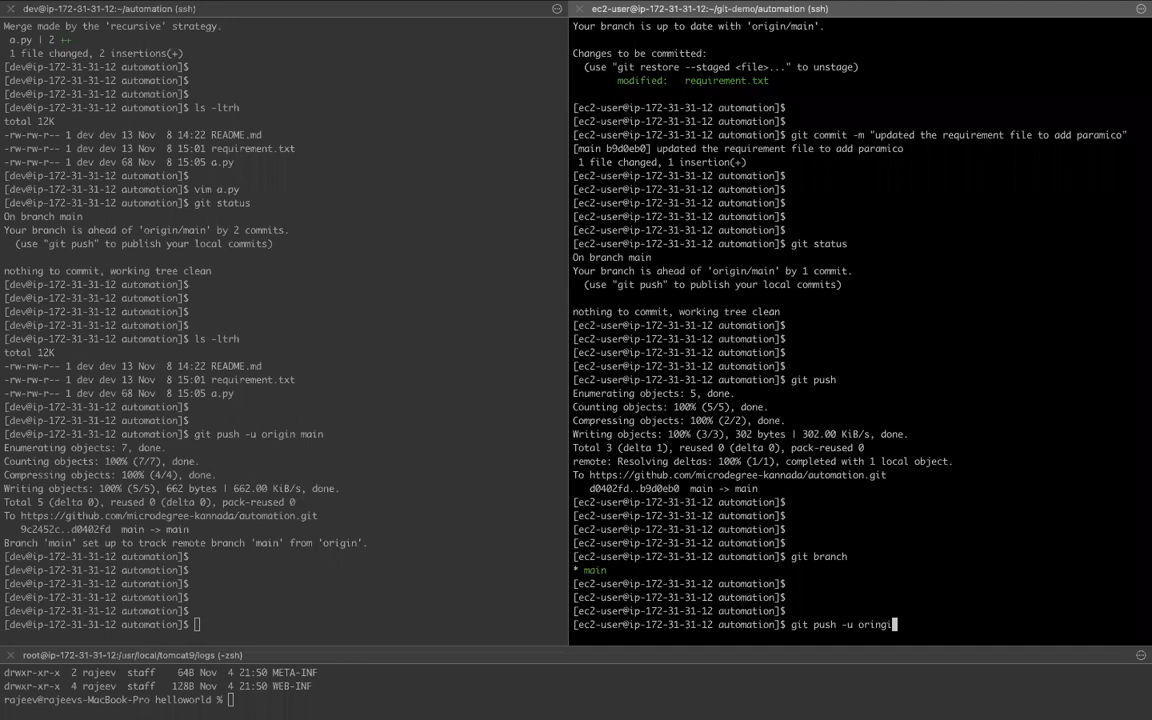 dev@ip-172-31-31-12:~/automation (ssh)
Merge made by the 'recursive' strategy.
 a.py | 2 ++
 1 file changed, 2 insertions(+)
[dev@ip-172-31-31-12 automation]$
[dev@ip-172-31-31-12 automation]$
[dev@ip-172-31-31-12 automation]$
[dev@ip-172-31-31-12 automation]$ ls -ltrh
total 12K
-rw-rw-r-- 1 dev dev 13 Nov  8 14:22 README.md
-rw-rw-r-- 1 dev dev 13 Nov  8 15:01 requirement.txt
-rw-rw-r-- 1 dev dev 68 Nov  8 15:05 a.py
[dev@ip-172-31-31-12 automation]$
[dev@ip-172-31-31-12 automation]$ vim a.py
[dev@ip-172-31-31-12 automation]$ git status
On branch main
Your branch is ahead of 'origin/main' by 2 commits.
  (use "git push" to publish your local commits)
nothing to commit, working tree clean
[dev@ip-172-31-31-12 automation]$
[dev@ip-172-31-31-12 automation]$
[dev@ip-172-31-31-12 automation]$
[dev@ip-172-31-31-12 automation]$
[dev@ip-172-31-31-12 automation]$ ls -ltrh
total 12K
-rw-rw-r-- 1 dev dev 13 Nov  8 14:22 README.md
-rw-rw-r-- 1 dev dev 13 Nov  8 15:01 requirement.txt
-rw-rw-r-- 1 dev dev 68 Nov  8 15:05 a.py
[dev@ip-172-31-31-12 automation]$
[dev@ip-172-31-31-12 automation]$
[dev@ip-172-31-31-12 automation]$ git push -u origin main
Enumerating objects: 7, done.
Counting objects: 100% (7/7), done.
Compressing objects: 100% (4/4), done.
Writing objects: 100% (5/5), 662 bytes | 662.00 KiB/s, done.
Total 5 (delta 0), reused 0 (delta 0), pack-reused 0
To https://github.com/microdegree-kannada/automation.git
   9c2452c..d0402fd  main -> main
Branch 'main' set up to track remote branch 'main' from 'origin'.
[dev@ip-172-31-31-12 automation]$
[dev@ip-172-31-31-12 automation]$
[dev@ip-172-31-31-12 automation]$
[dev@ip-172-31-31-12 automation]$
[dev@ip-172-31-31-12 automation]$
[dev@ip-172-31-31-12 automation]$
ec2-user@ip-172-31-31-12:~/git-demo/automation (ssh)
Your branch is up to date with 'origin/main'.
Changes to be committed:
  (use "git restore --staged <file>..." to unstage)
        modified:   requirement.txt
[ec2-user@ip-172-31-31-12 automation]$
[ec2-user@ip-172-31-31-12 automation]$
[ec2-user@ip-172-31-31-12 automation]$ git commit -m "updated the requirement file to add paramico"
[main b9d0eb0] updated the requirement file to add paramico
 1 file changed, 1 insertion(+)
[ec2-user@ip-172-31-31-12 automation]$
[ec2-user@ip-172-31-31-12 automation]$
[ec2-user@ip-172-31-31-12 automation]$
[ec2-user@ip-172-31-31-12 automation]$
[ec2-user@ip-172-31-31-12 automation]$
[ec2-user@ip-172-31-31-12 automation]$ git status
On branch main
Your branch is ahead of 'origin/main' by 1 commit.
  (use "git push" to publish your local commits)
nothing to commit, working tree clean
[ec2-user@ip-172-31-31-12 automation]$
[ec2-user@ip-172-31-31-12 automation]$
[ec2-user@ip-172-31-31-12 automation]$
[ec2-user@ip-172-31-31-12 automation]$
[ec2-user@ip-172-31-31-12 automation]$ git push
Enumerating objects: 5, done.
Counting objects: 100% (5/5), done.
Compressing objects: 100% (2/2), done.
Writing objects: 100% (3/3), 302 bytes | 302.00 KiB/s, done.
Total 3 (delta 1), reused 0 (delta 0), pack-reused 0
remote: Resolving deltas: 100% (1/1), completed with 1 local object.
To https://github.com/microdegree-kannada/automation.git
   d0402fd..b9d0eb0  main -> main
[ec2-user@ip-172-31-31-12 automation]$
[ec2-user@ip-172-31-31-12 automation]$
[ec2-user@ip-172-31-31-12 automation]$
[ec2-user@ip-172-31-31-12 automation]$
[ec2-user@ip-172-31-31-12 automation]$ git branch
* main
[ec2-user@ip-172-31-31-12 automation]$
[ec2-user@ip-172-31-31-12 automation]$
[ec2-user@ip-172-31-31-12 automation]$
[ec2-user@ip-172-31-31-12 automation]$ git push -u oringi
root@ip-172-31-31-12:/usr/local/tomcat9/logs (-zsh)
drwxr-xr-x  2 rajeev  staff    64B Nov  4 21:50 META-INF
drwxr-xr-x  4 rajeev  staff   128B Nov  4 21:50 WEB-INF
rajeev@rajeevs-MacBook-Pro helloworld %